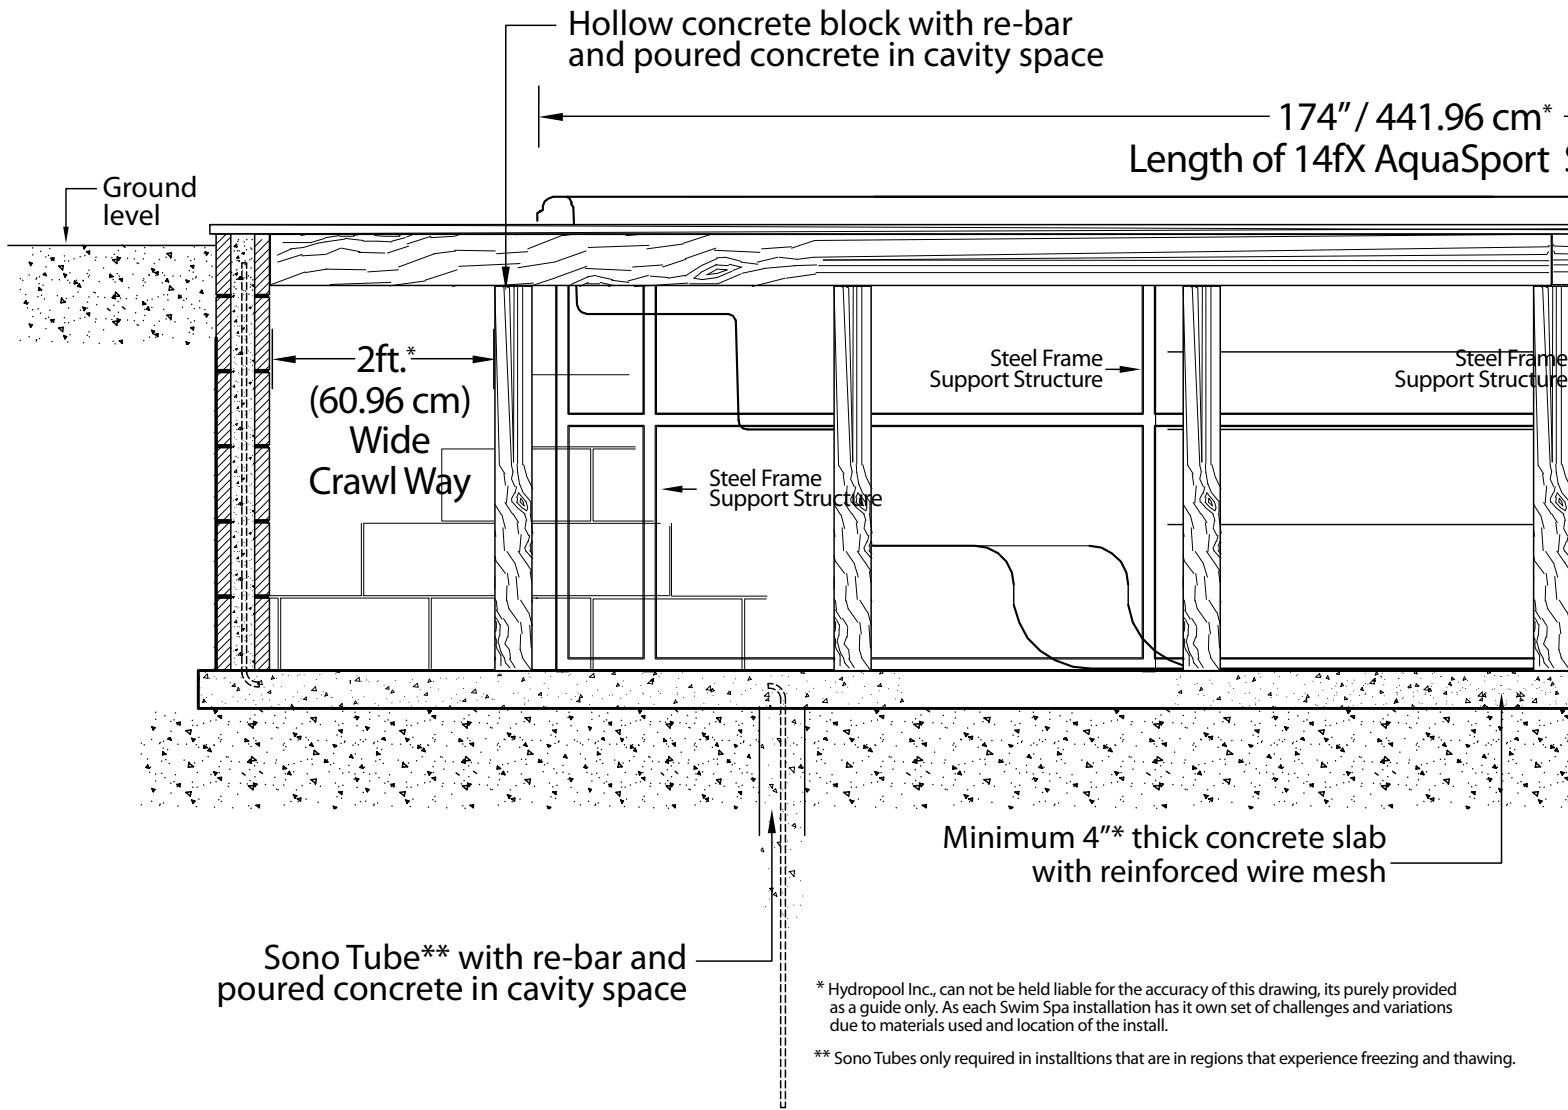 Hollow concrete block with re-bar
and poured concrete in cavity space
174"/ 441.96 cm*
Length of 14fX AquaSport
Ground
level
2ft.*
(60.96 cm)
Wide
Crawl Way
Steel Frame
Support Structure
Steel Frame
Support Structure
Steel Frame
Support Structure
Minimum 4"* thick concrete slab
with reinforced wire mesh
Sono Tube** with re-bar and
poured concrete in cavity space
* Hydropool Inc., can not be held liable for the accuracy of this drawing, its purely provided
as a guide only. As each Swim Spa installation has it own set of challenges and variations
due to materials used and location of the install.
** Sono Tubes only required in installtions that are in regions that experience freezing and thawing.